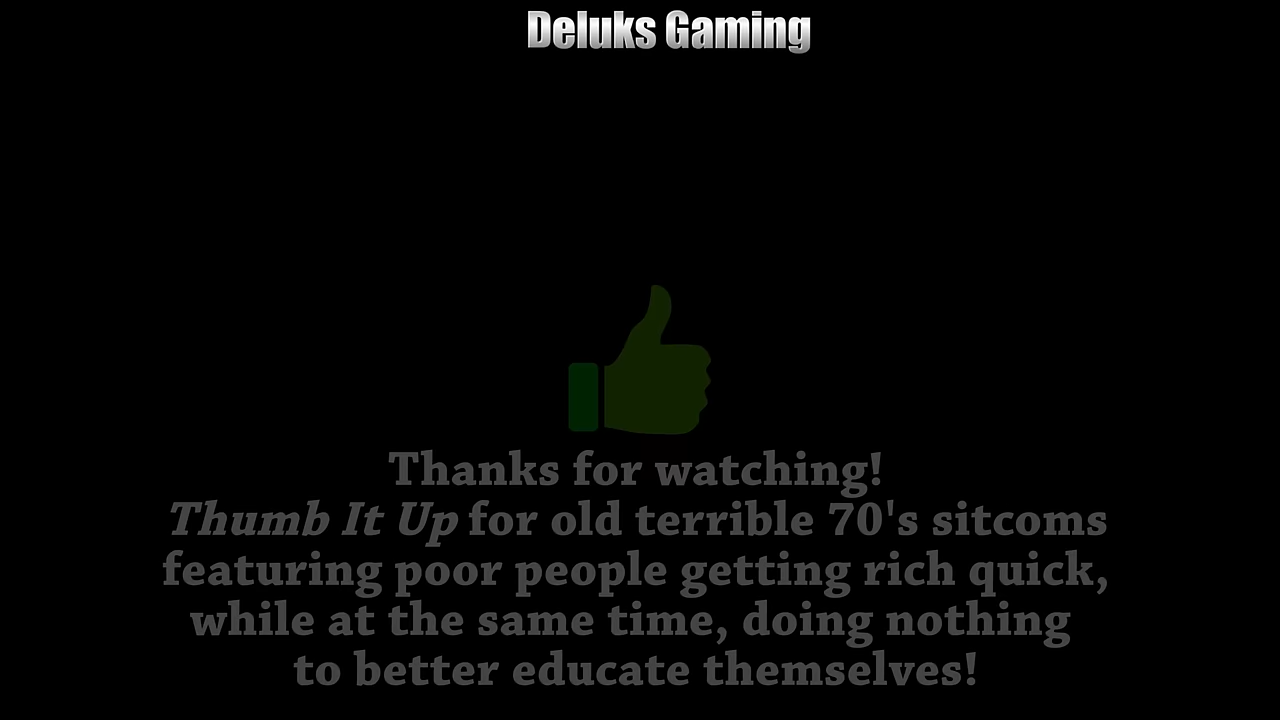 Deluks Gaming
Thanks for watching!
Thumb It Up for old terrible 70's sitcoms
featuring poor people getting rich quick,
while at the same time, doing nothing
to better educate themselves!